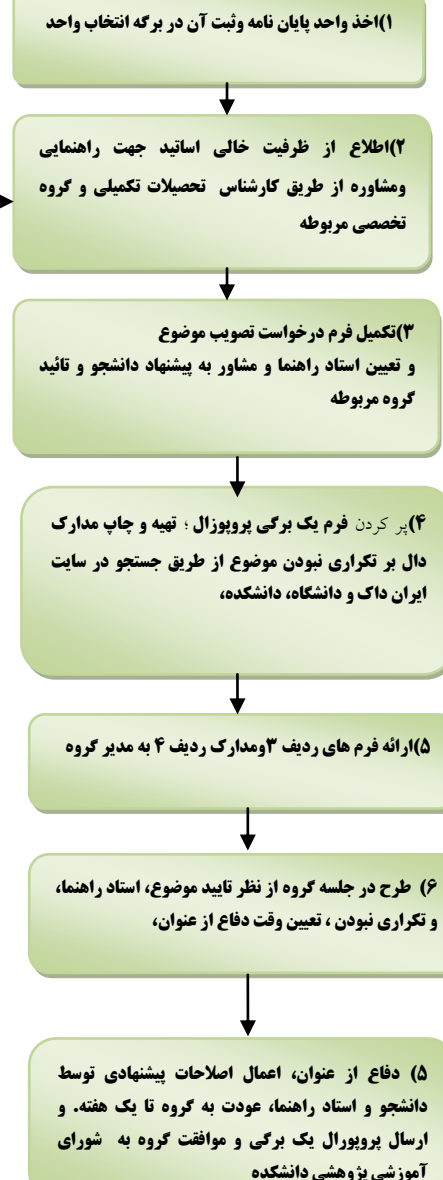 ۱)اخذ واحد پایان نامه وثبت آن در برگه انتخاب واحد
۲)اطلاع از ظرفیت خالی اساتید جهت راهنمایی
ومشاوره از طریق کارشناس تحصیلات تکمیلی و گروه
تخصصی مربوطه
۳)تکمیل فرم درخواست تصویب موضوع
و تعیین استاد راهنما و مشاور به پیشنهاد دانشجو و تائید
گروه مربوطه
۴)پر کردن فرم یک برگی پروپوزال ؛ تهیه و چاپ مدارک
دال بر تکراری نبودن موضوع از طریق جستجو در سایت
ایران داک و دانشگاه، دانشکده،
۵)ارائه فرم های ردیف ۳ومدارک ردیف ۴ به مدیر گروه
۶) طرح در جلسه گروه از نظر تایید موضوع، استاد راهنما،
و تکراری نبودن ، تعیین وقت دفاع از عنوان،
۵) دفاع از عنوان، اعمال اصلاحات پیشنهادی توسط
دانشجو و استاد راهنما، عودت به گروه تا یک هفته. و
ارسال پروپورال یک برگی و موافقت گروه به شورای
آموزشی پژوهشی دانشکده